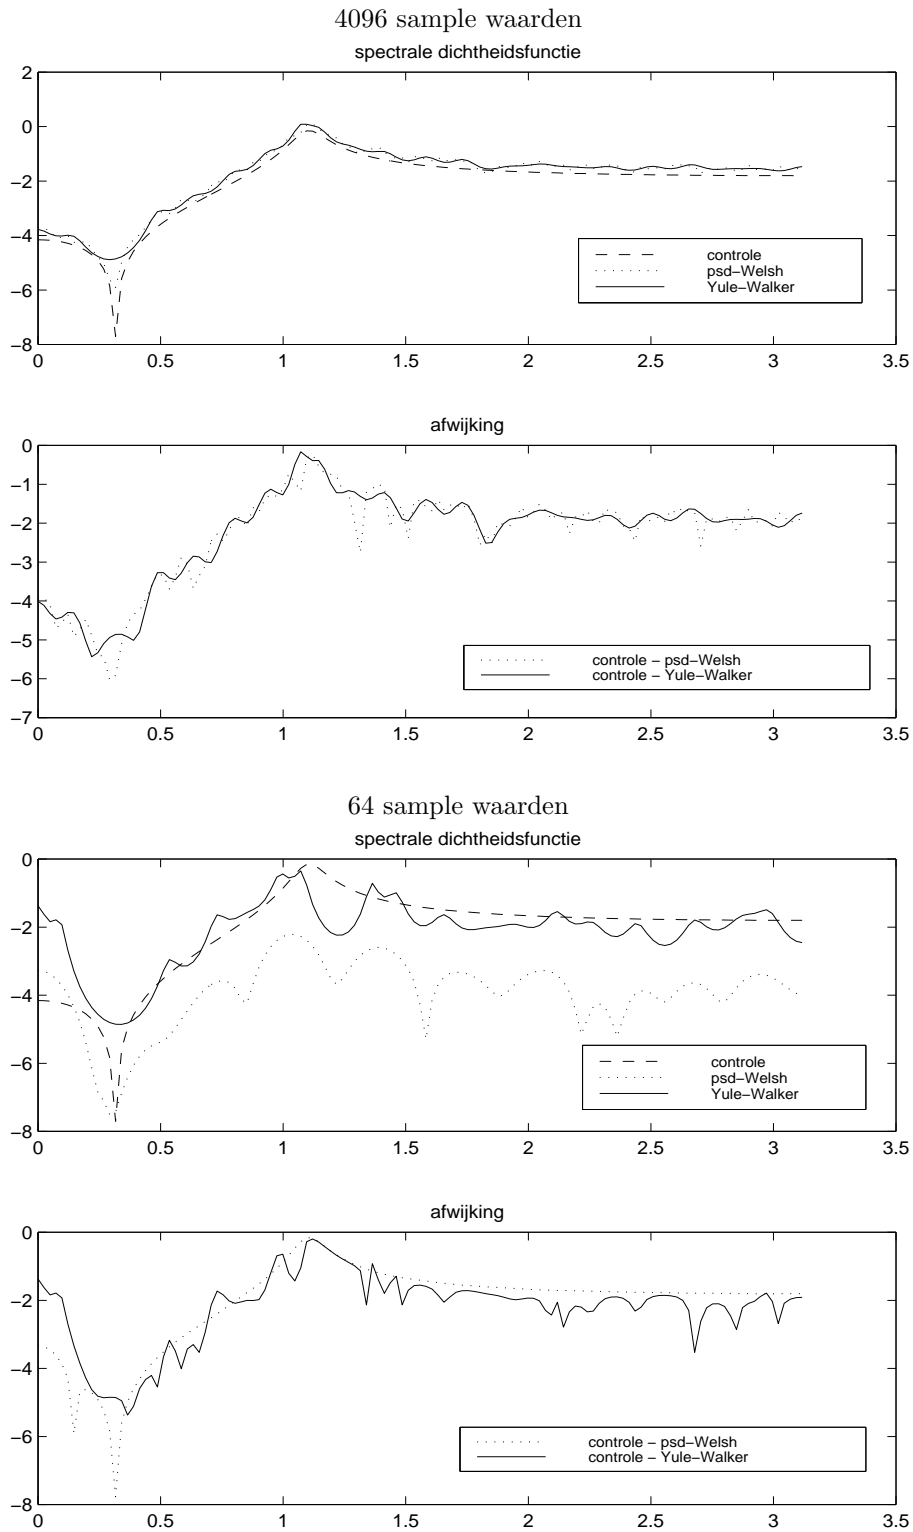 4096 sample waarden
spectrale dichtheidsfunctie
2
0
−2
−4
−6
−8
controle
psd−Welsh
Yule−Walker
0 0.5 1 1.5 2 2.5 3 3.5
afwijking
0
−1
−2
−3
−4
−5
−6
−7
controle − psd−Welsh
controle − Yule−Walker
0 0.5 1 1.5 2 2.5 3 3.5
64 sample waarden
spectrale dichtheidsfunctie
0
−2
−4
−6
−8
controle
psd−Welsh
Yule−Walker
0 0.5 1 1.5 2 2.5 3 3.5
afwijking
0
−2
−4
−6
−8
controle − psd−Welsh
controle − Yule−Walker
0 0.5 1 1.5 2 2.5 3 3.5